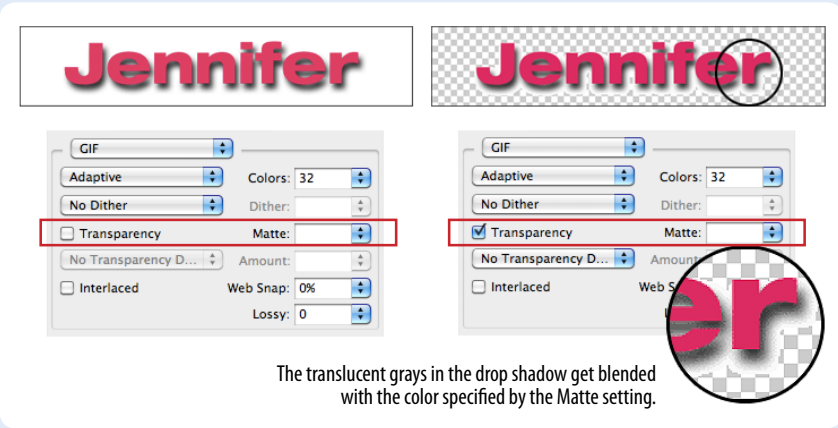 Jennifer
Jennifer
GIF
Adaptive
Colors: 32
No Dither
Dither:
Transparency
Matte:
No Transparency D...
Amount:
Interlaced
Web Snap: 0%
Lossy: 0
GIF
Adaptive
Colors: 32
No Dither
Dither:
Transparency
Matte:
No Transparency D...
Amount
Interlaced
Web S
er
The translucent grays in the drop shadow get blended
with the color specified by the Matte setting.